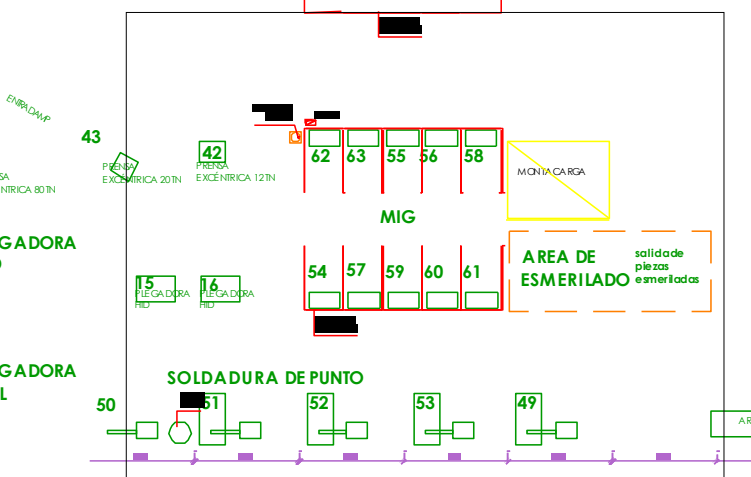 ENTRADA MP
43
42
PRENSA
EXCÉNTRICA 20TN
PRENSA
EXCÉNTRICA 12TN
SA
NTRICA 80TN
62 63 55 56 58
MONTACARGA
MIG
GADORA
AREA DE
ESMERILADO
salida de
piezas
esmeriladas
54 57 59 60 61
15
PLEGADORA
HID
16
PLEGADORA
HID
GADORA
L
SOLDADURA DE PUNTO
50 51 52 53 49
AR